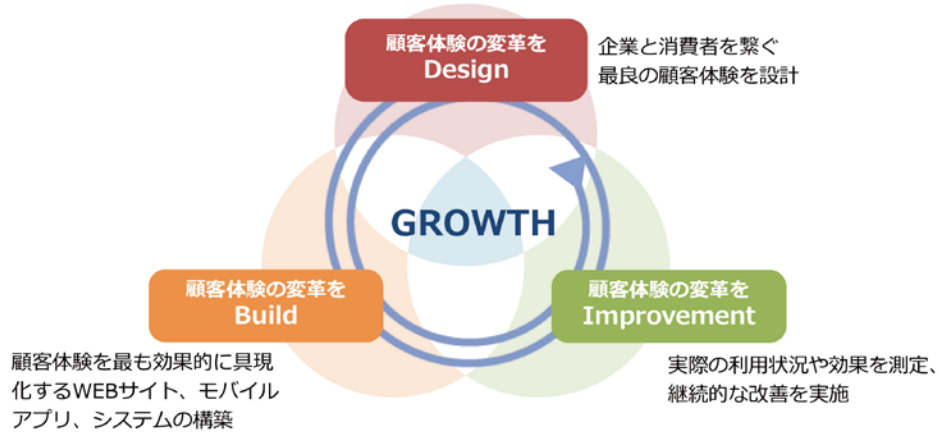 顧客体験の変革を
Design
企業と消費者を繋ぐ
最良の顧客体験を設計
GROWTH
顧客体験の変革を
Build
顧客体験を最も効果的に具現
化するWEBサイト、モバイル
アプリ、システムの構築
顧客体験の変革を
Improvement
実際の利用状況や効果を測定、
継続的な改善を実施